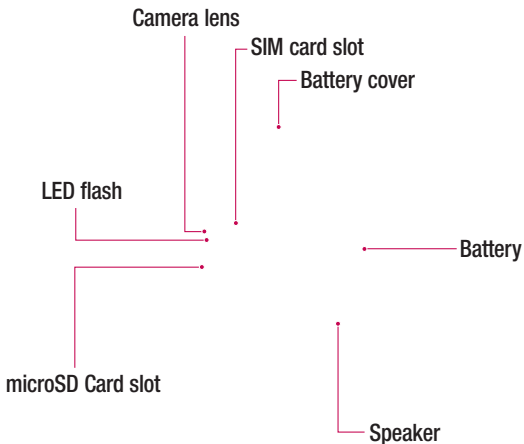 Camera lens
SIM card slot
Battery cover
LED flash
Battery
microSD Card slot
Speaker